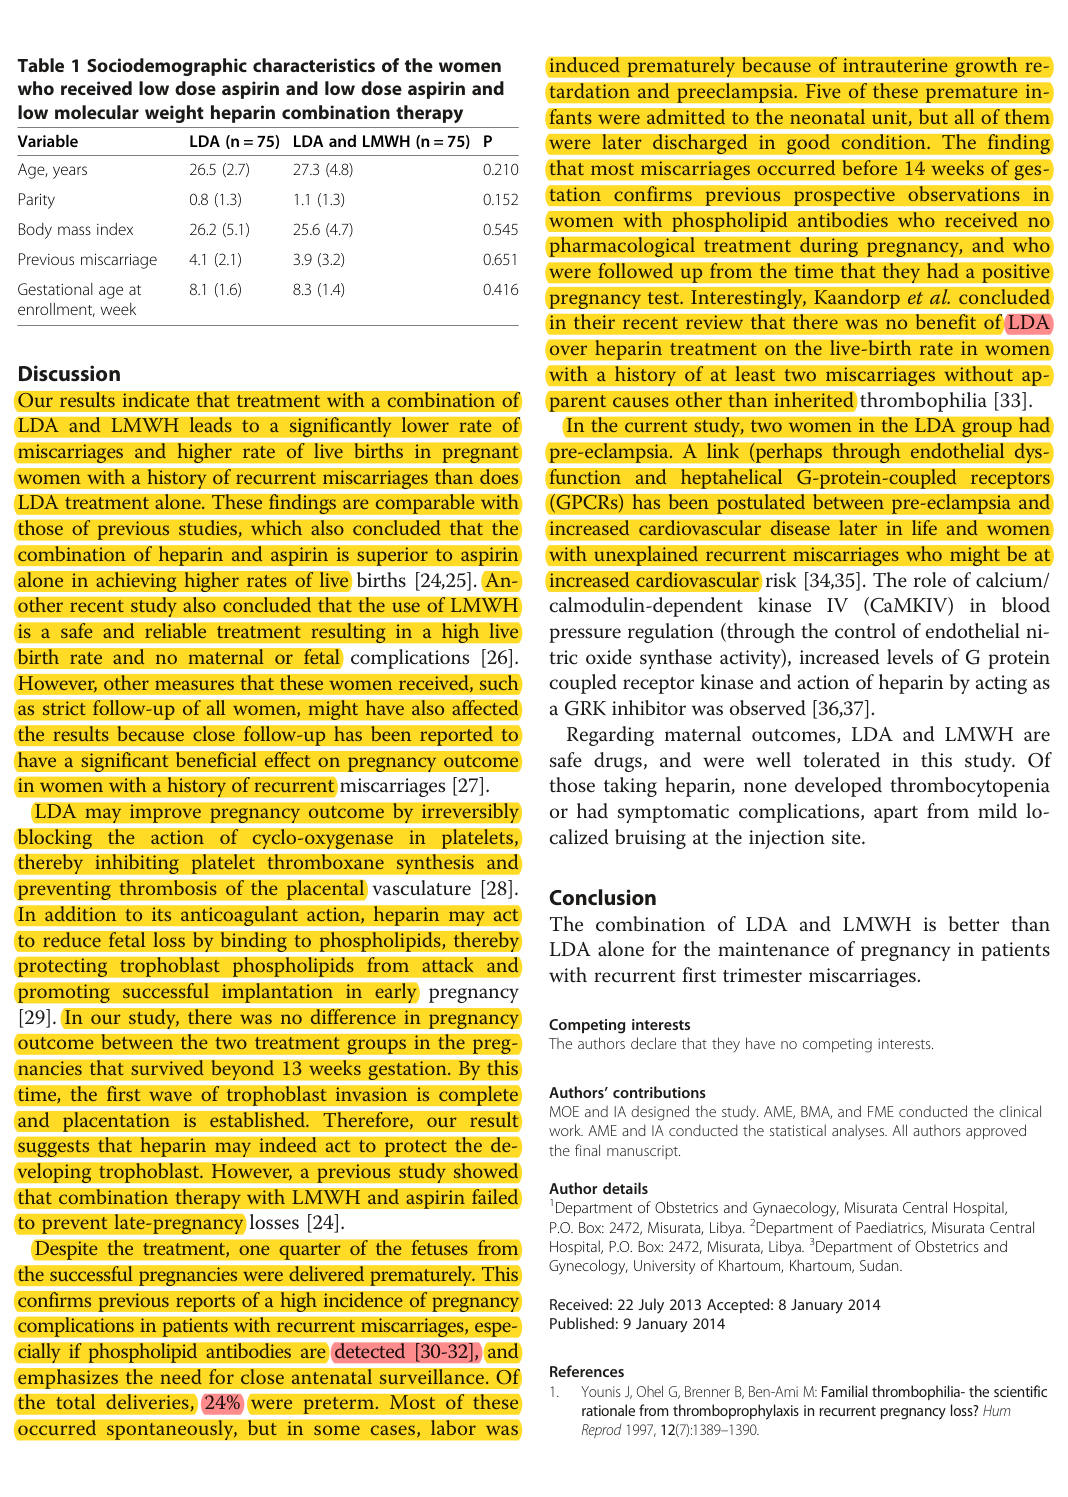 Table 1 Sociodemographic characteristics of the women
who received low dose aspirin and low dose aspirin and
low molecular weight heparin combination therapy
Variable LDA (n = 75) LDA and LMWH (n = 75) P
Age, years 26.5 (2.7) 27.3 (4.8) 0.210
Parity 0.8 (1.3) 1.1 (1.3) 0.152
Body mass index 26.2 (5.1) 25.6 (4.7) 0.545
Previous miscarriage 4.1 (2.1) 3.9 (3.2) 0.651
Gestational age at 8.1 (1.6) 8.3 (1.4) 0.416
enrollment, week
Discussion
Our results indicate that treatment with a combination of
LDA and LMWH leads to a significantly lower rate of
miscarriages and higher rate of live births in pregnant
women with a history of recurrent miscarriages than does
LDA treatment alone. These findings are comparable with
those of previous studies, which also concluded that the
combination of heparin and aspirin is superior to aspirin
alone in achieving higher rates of live births [24,25]. An-
other recent study also concluded that the use of LMWH
is a safe and reliable treatment resulting in a high live
birth rate and no maternal or fetal complications [26].
However, other measures that these women received, such
as strict follow-up of all women, might have also affected
the results because close follow-up has been reported to
have a significant beneficial effect on pregnancy outcome
in women with a history of recurrent miscarriages [27].
LDA may improve pregnancy outcome by irreversibly
blocking the action of cyclo-oxygenase in platelets,
thereby inhibiting platelet thromboxane synthesis and
preventing thrombosis of the placental vasculature [28].
In addition to its anticoagulant action, heparin may act
to reduce fetal loss by binding to phospholipids, thereby
protecting trophoblast phospholipids from attack and
promoting successful implantation in early pregnancy
[29]. In our study, there was no difference in pregnancy
outcome between the two treatment groups in the preg-
nancies that survived beyond 13 weeks gestation. By this
time, the first wave of trophoblast invasion is complete
and placentation is established. Therefore, our result
suggests that heparin may indeed act to protect the de-
veloping trophoblast. However, a previous study showed
that combination therapy with LMWH and aspirin failed
to prevent late-pregnancy losses [24].
Despite the treatment, one quarter of the fetuses from
the successful pregnancies were delivered prematurely. This
confirms previous reports of a high incidence of pregnancy
complications in patients with recurrent miscarriages, espe-
cially if phospholipid antibodies are detected [30-32], and
emphasizes the need for close antenatal surveillance. Of
the total deliveries, 24% were preterm. Most of these
occurred spontaneously, but in some cases, labor was
induced prematurely because of intrauterine growth re-
tardation and preeclampsia. Five of these premature in-
fants were admitted to the neonatal unit, but all of them
were later discharged in good condition. The finding
that most miscarriages occurred before 14 weeks of ges-
tation confirms previous prospective observations in
women with phospholipid antibodies who received no
pharmacological treatment during pregnancy, and who
were followed up from the time that they had a positive
pregnancy test. Interestingly, Kaandorp et al. concluded
in their recent review that there was no benefit of LDA
over heparin treatment on the live-birth rate in women
with a history of at least two miscarriages without ap-
parent causes other than inherited thrombophilia [33].
In the current study, two women in the LDA group had
pre-eclampsia. A link (perhaps through endothelial dys-
function and heptahelical G-protein-coupled receptors
(GPCRs) has been postulated between pre-eclampsia and
increased cardiovascular disease later in life and women
with unexplained recurrent miscarriages who might be at
increased cardiovascular risk [34,35]. The role of calcium/
calmodulin-dependent kinase IV (CaMKIV) in blood
pressure regulation (through the control of endothelial ni-
tric oxide synthase activity), increased levels of G protein
coupled receptor kinase and action of heparin by acting as
a GRK inhibitor was observed [36,37].
Regarding maternal outcomes, LDA and LMWH are
safe drugs, and were well tolerated in this study. Of
those taking heparin, none developed thrombocytopenia
or had symptomatic complications, apart from mild lo-
calized bruising at the injection site.
Conclusion
The combination of LDA and LMWH is better than
LDA alone for the maintenance of pregnancy in patients
with recurrent first trimester miscarriages.
Competing interests
The authors declare that they have no competing interests.
Authors' contributions
MOE and IA designed the study. AME, BMA, and FME conducted the clinical
work. AME and IA conducted the statistical analyses. All authors approved
the final manuscript.
Author details
1Department of Obstetrics and Gynaecology, Misurata Central Hospital,
P.O. Box: 2472, Misurata, Libya. 2Department of Paediatrics, Misurata Central
Hospital, P.O. Box: 2472, Misurata, Libya. 3Department of Obstetrics and
Gynecology, University of Khartoum, Khartoum, Sudan.
Received: 22 July 2013 Accepted: 8 January 2014
Published: 9 January 2014
References
1. Younis J, Ohel G, Brenner B, Ben-Ami M: Familial thrombophilia- the scientific
rationale from thromboprophylaxis in recurrent pregnancy loss? Hum
Reprod 1997, 12(7):1389–1390.